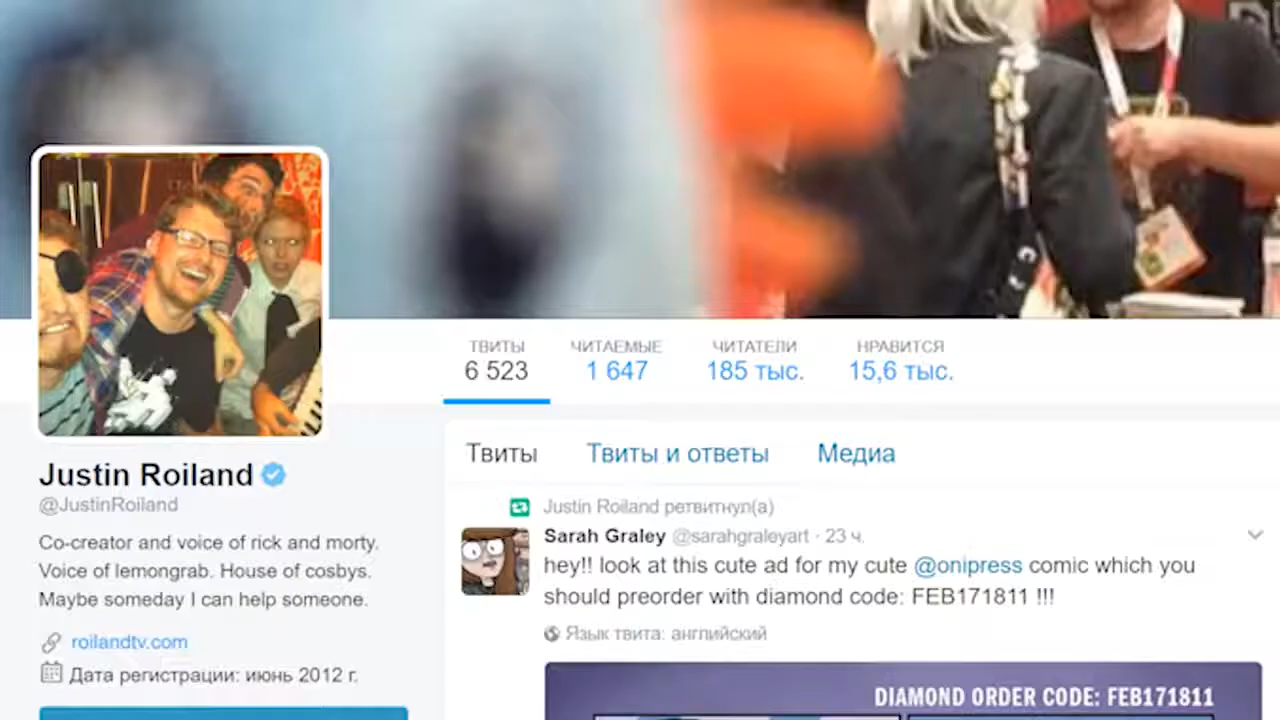 ТВИТЫ ЧИТАЕМЫЕ ЧИТАТЕЛИ НРАВИТСЯ
6 523 1 647 185 тыс. 15,6 тыс.
Justin Roiland
@JustinRoiland
Co-creator and voice of rick and morty.
Voice of lemongrab. House of cosbys.
Maybe someday I can help someone.
roilandtv.com
Дата регистрации: июнь 2012 г.
Твиты Твиты и ответы Медиа
Justin Roiland ретвитнул(а)
Sarah Graley @sarahgraleyart · 23 ч.
hey!! look at this cute ad for my cute @onipress comic which you
should preorder with diamond code: FEB171811 !!!
Язык твита: английский
DIAMOND ORDER CODE: FEB171811